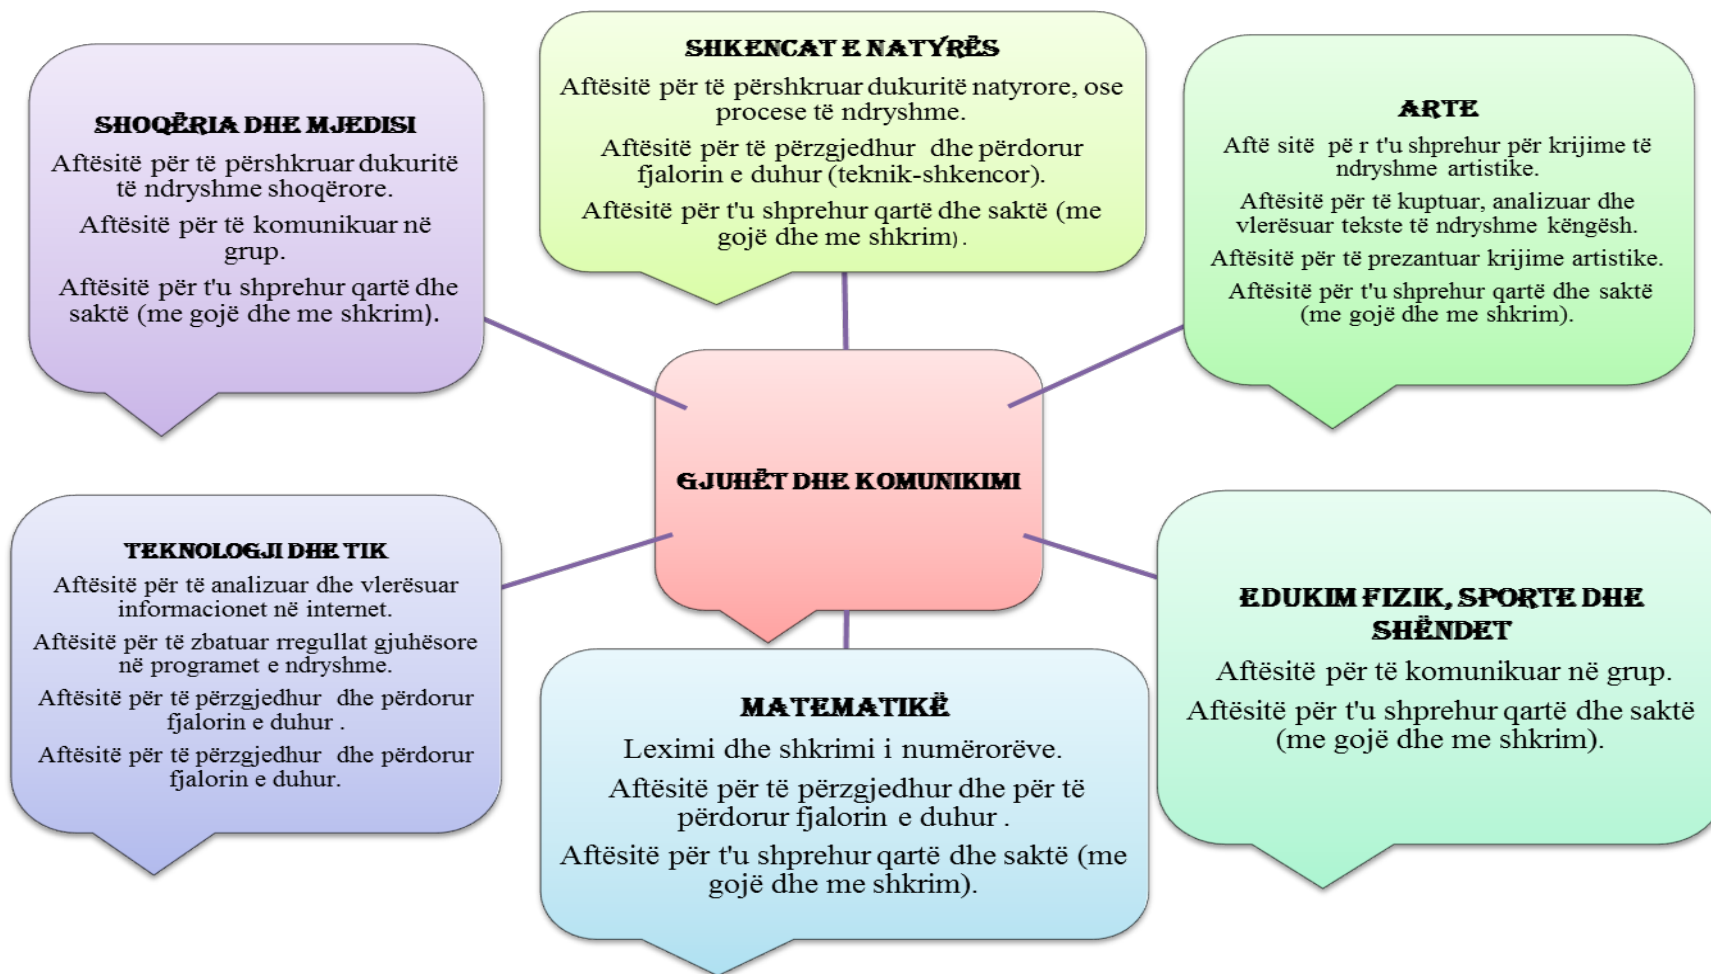 SHOQËRIA DHE MJEDISI
Aftësitë për të përshkruar dukuritë
të ndryshme shoqërore.
Aftësitë për të komunikuar në
grup.
Aftësitë për t'u shprehur qartë dhe
saktë (me gojë dhe me shkrim).
SHKENCAT E NATYRËS
Aftësitë për të përshkruar dukuritë natyrore, ose
procese të ndryshme.
Aftësitë për të përzgjedhur dhe përdorur
fjalorin e duhur (teknik-shkencor).
Aftësitë për t'u shprehur qartë dhe saktë (me
gojë dhe me shkrim) .
ARTE
Aftë sitë pë r t'u shprehur për krijime të
ndryshme artistike.
Aftësitë për të kuptuar, analizuar dhe
vlerësuar tekste të ndryshme këngësh.
Aftësitë për të prezantuar krijime artistike.
Aftësitë për t'u shprehur qartë dhe saktë
(me gojë dhe me shkrim).
GJUHËT DHE KOMUNIKIMI
TEKNOLOGJI DHE TIK
Aftësitë për të analizuar dhe vlerësuar
informacionet në internet.
Aftësitë për të zbatuar rregullat gjuhësore
në programet e ndryshme.
Aftësitë për të përzgjedhur dhe përdorur
fjalorin e duhur .
Aftësitë për të përzgjedhur dhe përdorur
fjalorin e duhur.
MATEMATIKË
Leximi dhe shkrimi i numërorëve.
Aftësitë për të përzgjedhur dhe për të
përdorur fjalorin e duhur .
Aftësitë për t'u shprehur qartë dhe saktë (me
gojë dhe me shkrim).
EDUKIM FIZIK, SPORTE DHE
SHËNDET
Aftësitë për të komunikuar në grup.
Aftësitë për t'u shprehur qartë dhe saktë
(me gojë dhe me shkrim).